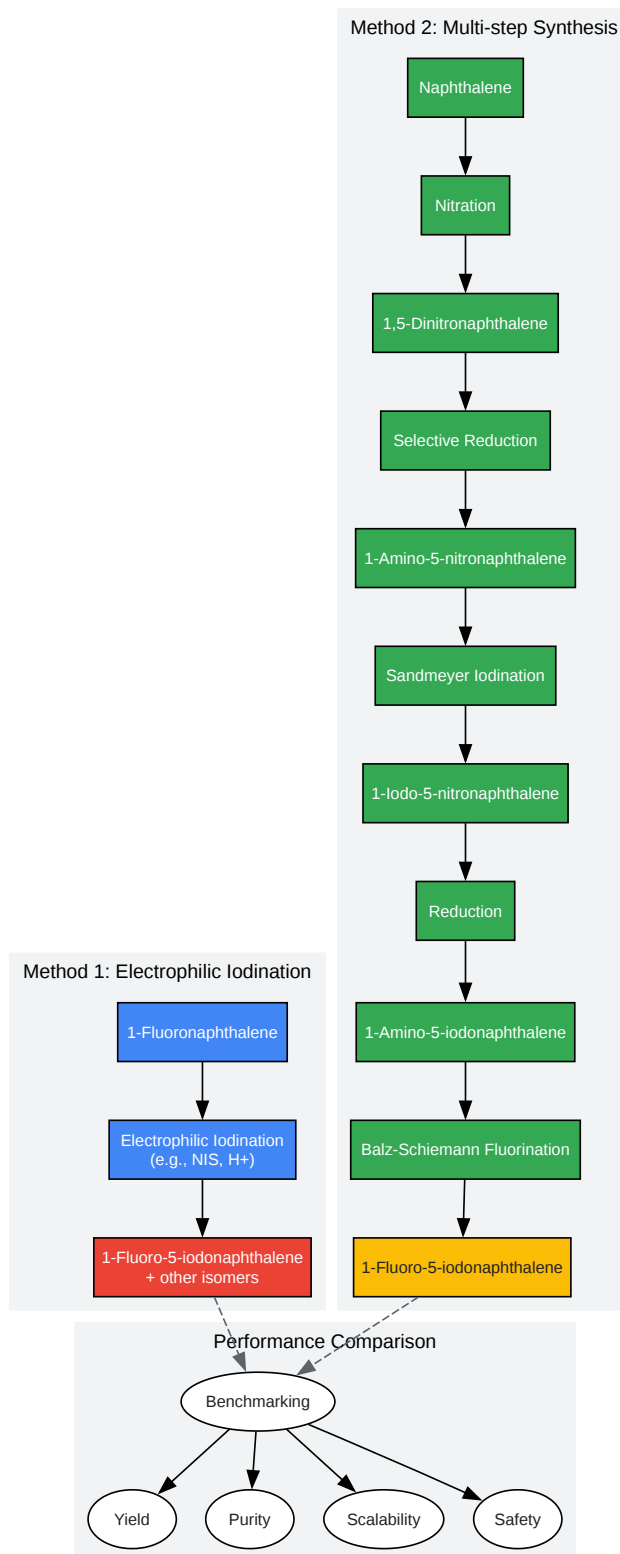 Method 2: Multi-step Synthesis
Naphthalene
Nitration
1,5-Dinitronaphthalene
Selective Reduction
1-Amino-5-nitronaphthalene
Sandmeyer Iodination
1-Iodo-5-nitronaphthalene
Reduction
1-Amino-5-iodonaphthalene
Balz-Schiemann Fluorination
1-Fluoro-5-iodonaphthalene
Method 1: Electrophilic Iodination
1-Fluoronaphthalene
Electrophilic Iodination
(e.g., NIS, H+)
1-Fluoro-5-iodonaphthalene
+ other isomers
Performance Comparison
Benchmarking
Yield
Purity
Scalability
Safety